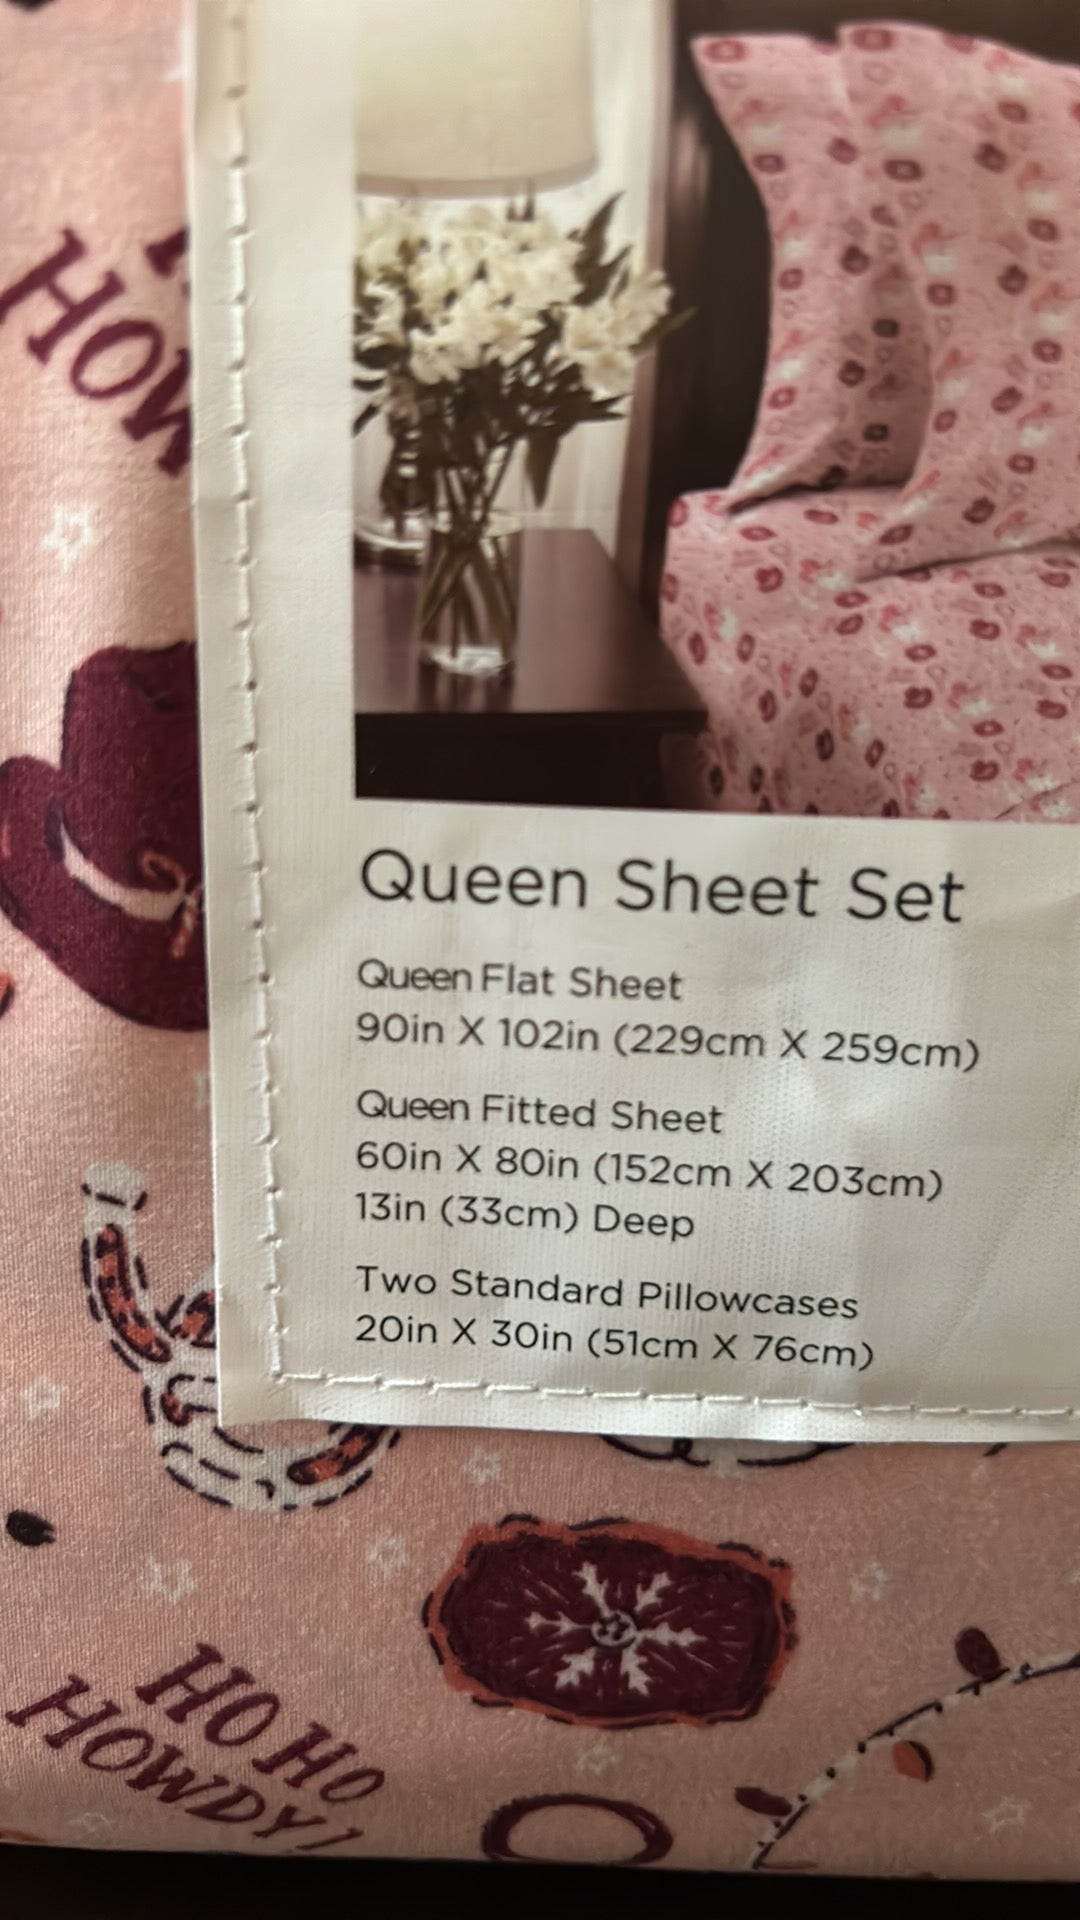 HOW
Queen Sheet Set
Queen Flat Sheet
90in X 102in (229cm X 259cm)
Queen Fitted Sheet
60in X 80in (152cm X 203cm)
13in (33cm) Deep
Two Standard Pillowcases
20in X 30in (51cm X 76cm)
HO HO
HOWDY!